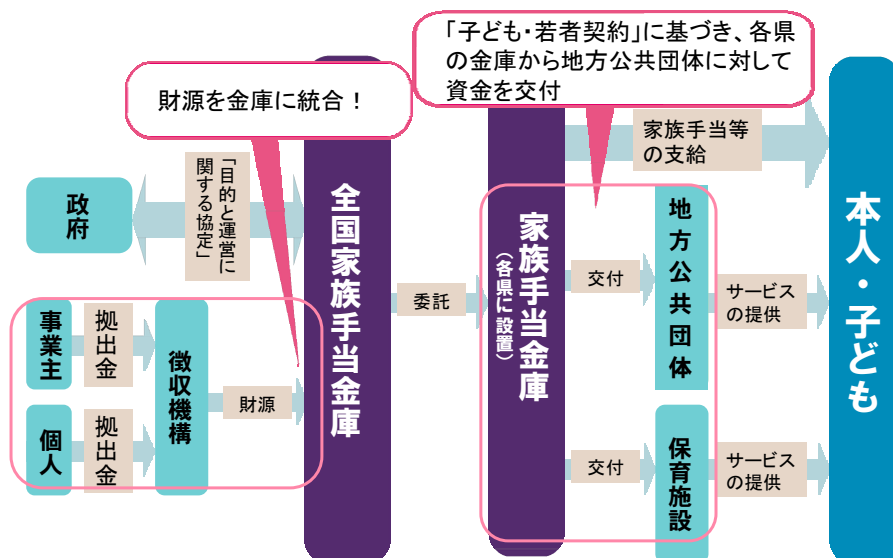 「子ども・若者契約」に基づき、各県
の金庫から地方公共団体に対して
資金を交付
財源を金庫に統合！
家族手当等
の支給
政府
「目的と運営に
関する協定」
全国家族手当金庫
家族手当金庫
（各県に設置）
地方公共団体
本人・子ども
委託
交付
サービス
の提供
事業主
拠出金
徴収機構
財源
個人
拠出金
交付
保育施設
サービス
の提供